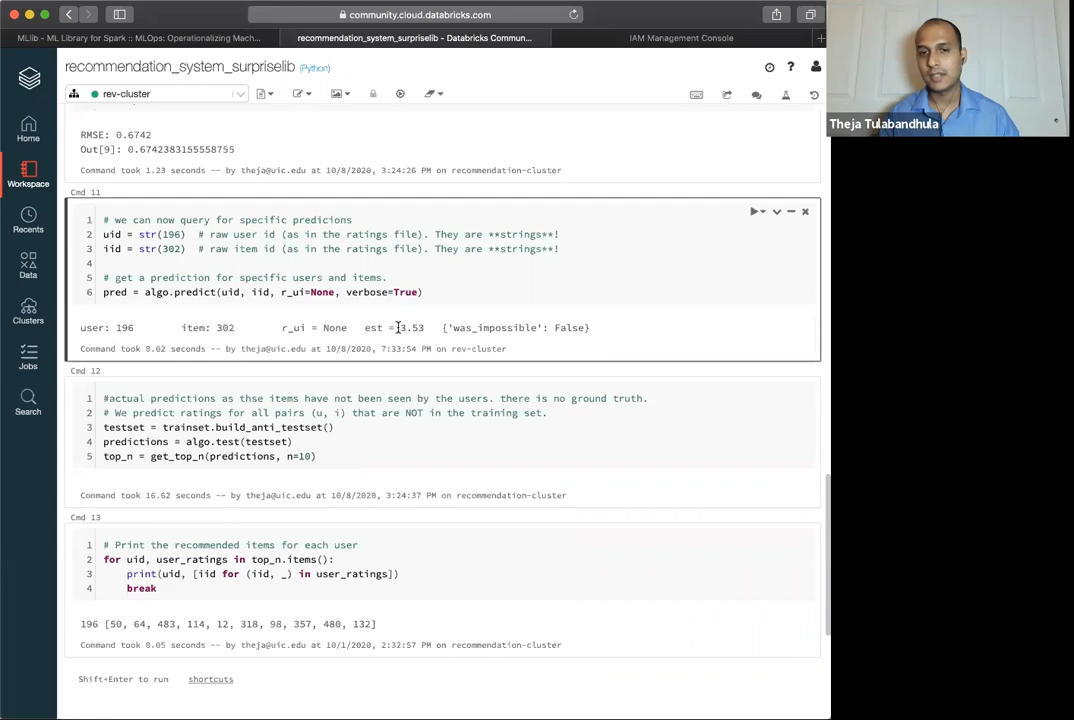 community.cloud.databricks.com
MLlib - ML Library for Spark :: MLOps: Operationalizing Mach...
recommendation_system_surpriselib - Databricks Commun...
IAM Management Console
recommendation_system_surpriselib (Python)
rev-cluster
Home
Workspace
Recents
Data
Clusters
Jobs
Search
Theja Tulabandhula
RMSE: 0.6742
Out[9]: 0.6742383155558755
Command took 1.23 seconds -- by theja@uic.edu at 10/8/2020, 3:24:26 PM on recommendation-cluster
Cmd 11
1 # we can now query for specific predicions
2 uid = str(196) # raw user id (as in the ratings file). They are **strings**!
3 iid = str(302) # raw item id (as in the ratings file). They are **strings**!
4
5 # get a prediction for specific users and items.
6 pred = algo.predict(uid, iid, r_ui=None, verbose=True)
user: 196 item: 302 r_ui = None est = 3.53 {'was_impossible': False}
Command took 0.02 seconds -- by theja@uic.edu at 10/8/2020, 7:33:54 PM on rev-cluster
Cmd 12
1 #actual predictions as thse items have not been seen by the users. there is no ground truth.
2 # We predict ratings for all pairs (u, i) that are NOT in the training set.
3 testset = trainset.build_anti_testset()
4 predictions = algo.test(testset)
5 top_n = get_top_n(predictions, n=10)
Command took 16.62 seconds -- by theja@uic.edu at 10/8/2020, 3:24:37 PM on recommendation-cluster
Cmd 13
1 # Print the recommended items for each user
2 for uid, user_ratings in top_n.items():
3 print(uid, [iid for (iid, _) in user_ratings])
4 break
196 [50, 64, 483, 114, 12, 318, 98, 357, 480, 132]
Command took 0.05 seconds -- by theja@uic.edu at 10/1/2020, 2:32:57 PM on recommendation-cluster
Shift+Enter to run shortcuts